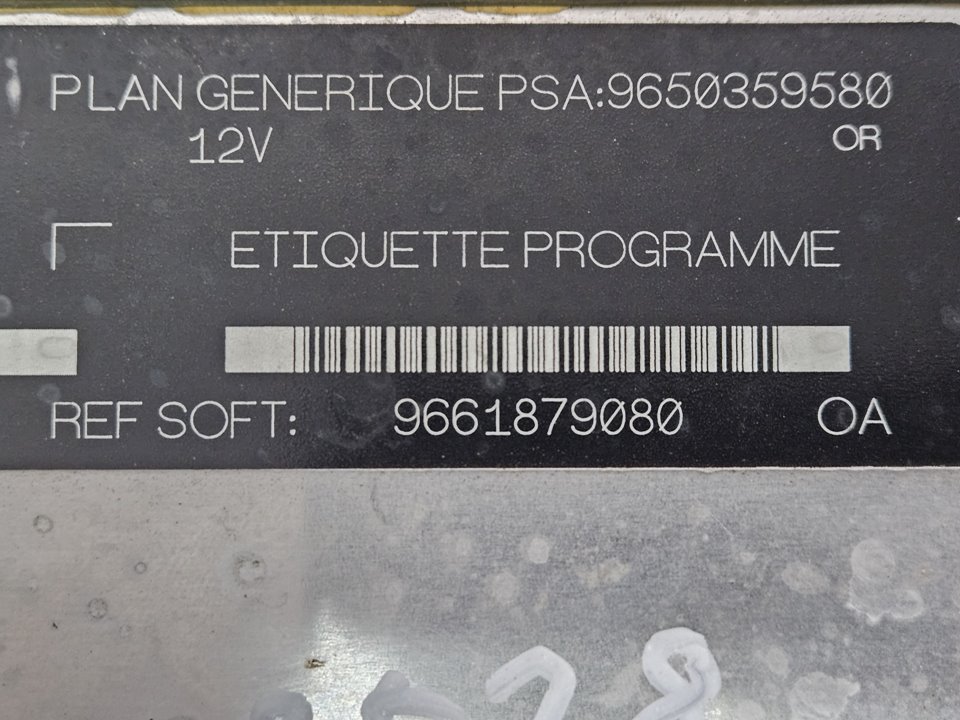 PLAN GENERIQUE PSA:9650359580
12V OR
ETIQUETTE PROGRAMME
REF SOFT: 9661879080 OA